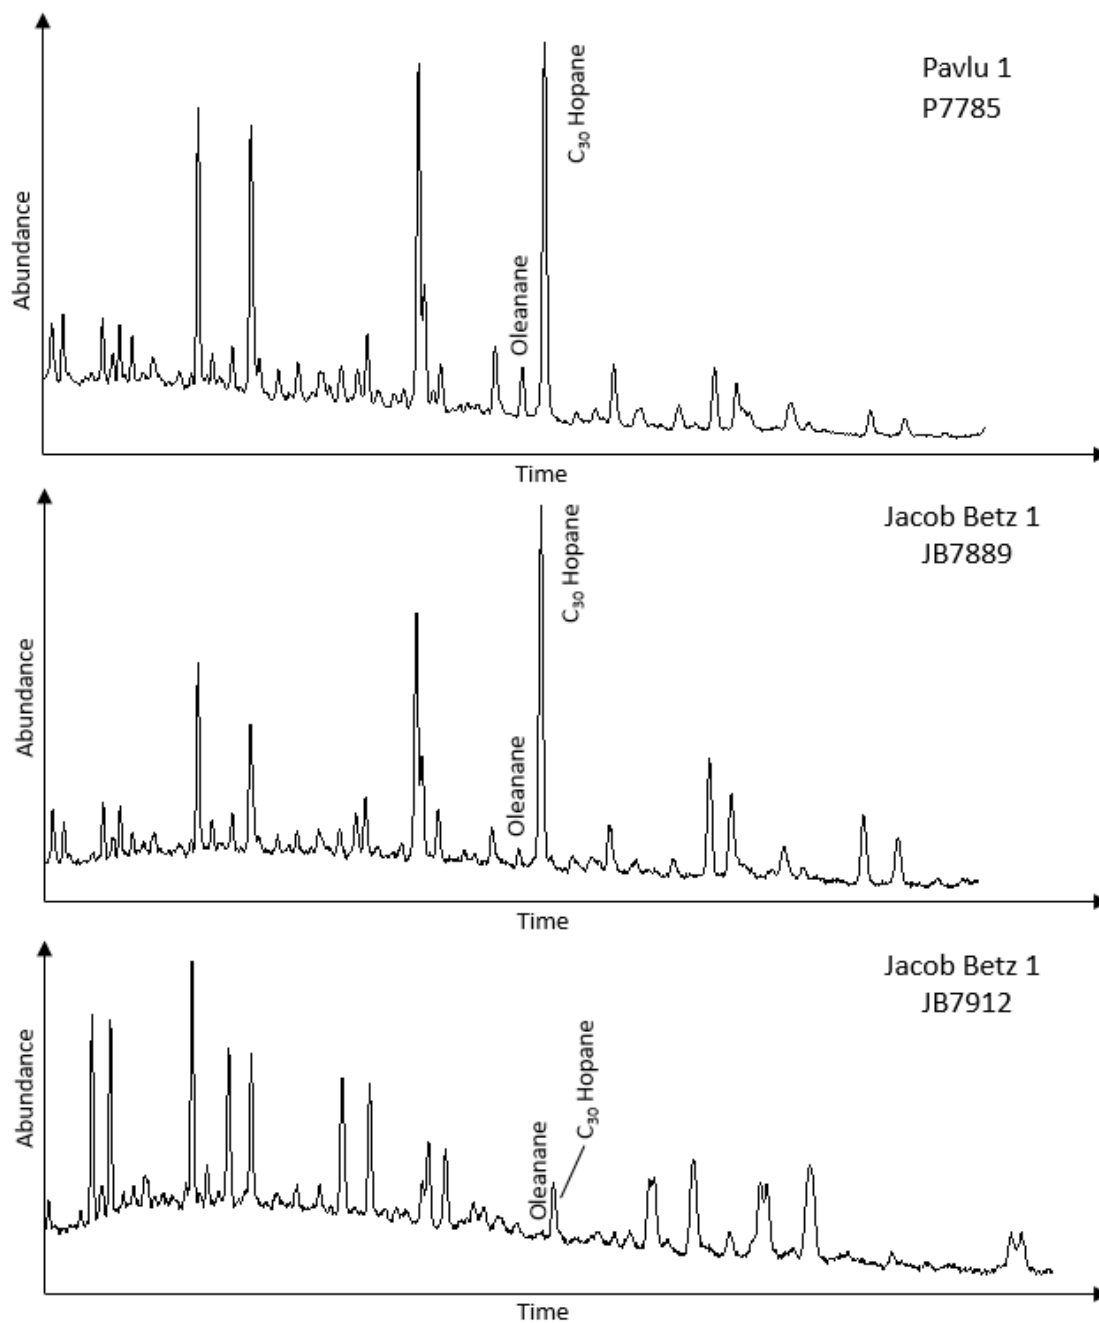 Pavlu 1
P7785
Abundance
Oleanane
C₃₀ Hopane
Time
Jacob Betz 1
JB7889
Abundance
Oleanane
C₃₀ Hopane
Time
Jacob Betz 1
JB7912
Abundance
Oleanane
C₃₀ Hopane
Time